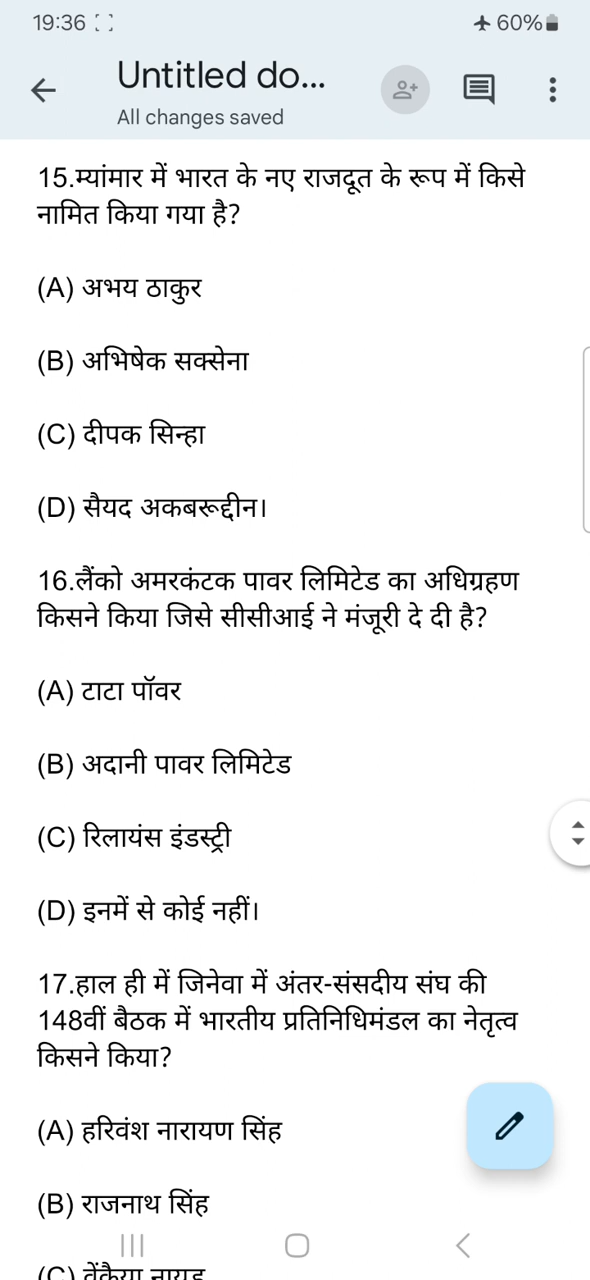 19:36
60%
Untitled do...
All changes saved
15.म्यांमार में भारत के नए राजदूत के रूप में किसे
नामित किया गया है?
(A) अभय ठाकुर
(B) अभिषेक सक्सेना
(C) दीपक सिन्हा
(D) सैयद अकबरूद्दीन।
16.लैंको अमरकंटक पावर लिमिटेड का अधिग्रहण
किसने किया जिसे सीसीआई ने मंजूरी दे दी है?
(A) टाटा पॉवर
(B) अदानी पावर लिमिटेड
(C) रिलायंस इंडस्ट्री
(D) इनमें से कोई नहीं।
17.हाल ही में जिनेवा में अंतर-संसदीय संघ की
148वीं बैठक में भारतीय प्रतिनिधिमंडल का नेतृत्व
किसने किया?
(A) हरिवंश नारायण सिंह
(B) राजनाथ सिंह
(C) वेंकैया नायडू